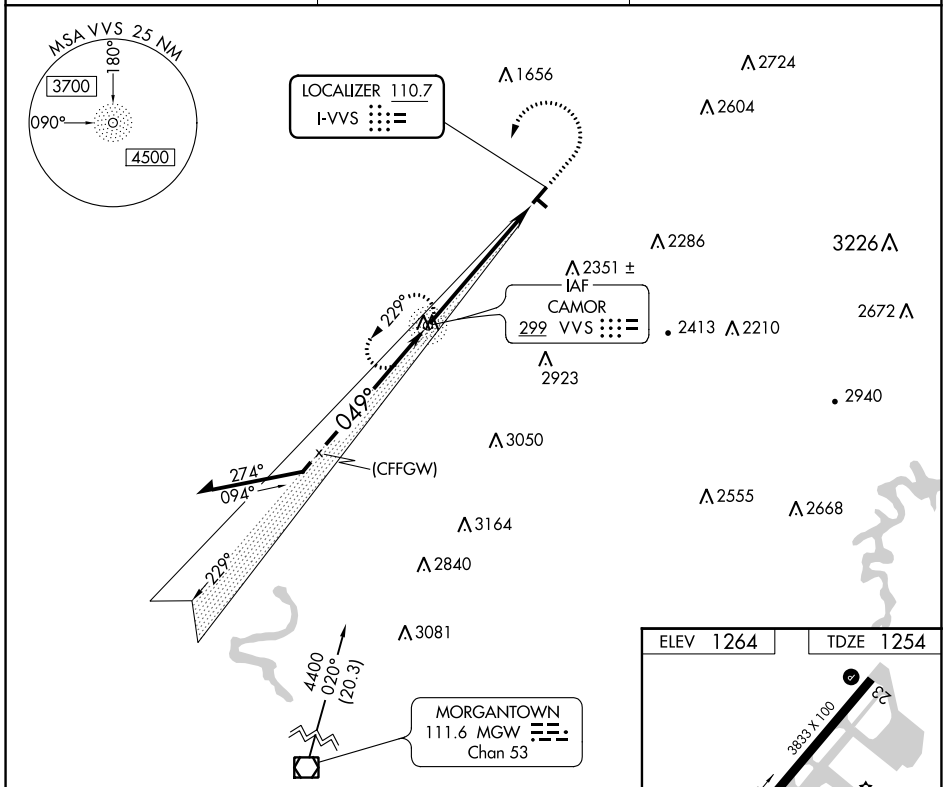 MSA VVS 25 NM
180°
3700
090°
4500
LOCALIZER 110.7
I-VVS
1656
2724
2604
2286
3226
2351 ±
IAF
CAMOR
299 VVS
2413
2210
2672
2923
2940
229°
049°
3050
(CFFGW)
274°
094°
2555
2668
3164
229°
2840
3081
4400
020°
(20.3)
MORGANTOWN
111.6 MGW
Chan 53
ELEV 1264
TDZE 1254
23
3833 X 100